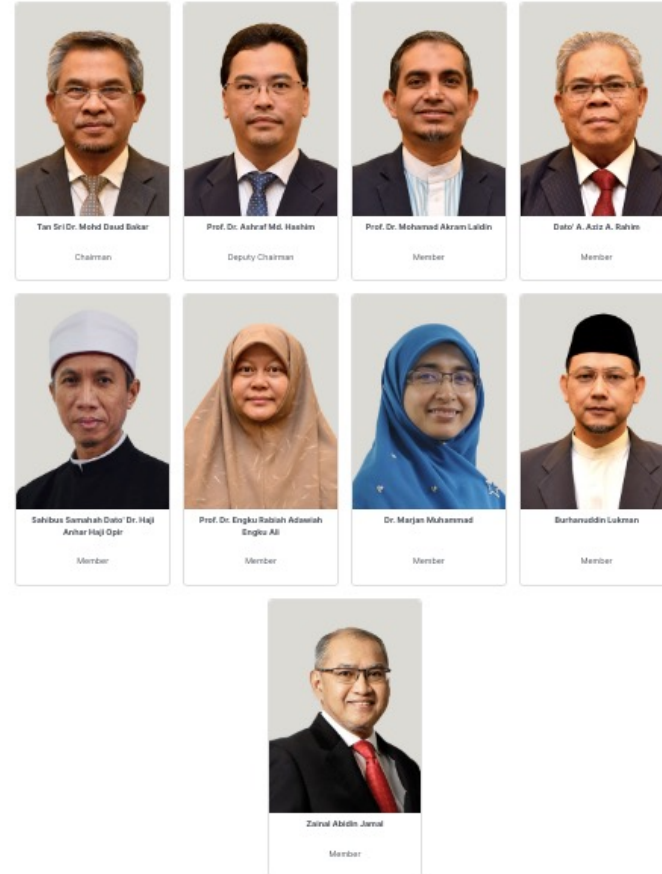 Tan Sri Dr. Mohd Daud Bakar
Chairman
Prof. Dr. Ashraf Md. Hashim
Deputy Chairman
Prof. Dr. Mohamad Akram Laldin
Member
Dato' A. Aziz A. Rahim
Member
Sahibus Samahah Dato' Dr. Haji
Anhar Haji Opir
Member
Prof. Dr. Engku Rabiah Adawiah
Engku Ali
Member
Dr. Marjan Muhammad
Member
Burhanuddin Lukman
Member
Zainal Abidin Jamal
Member